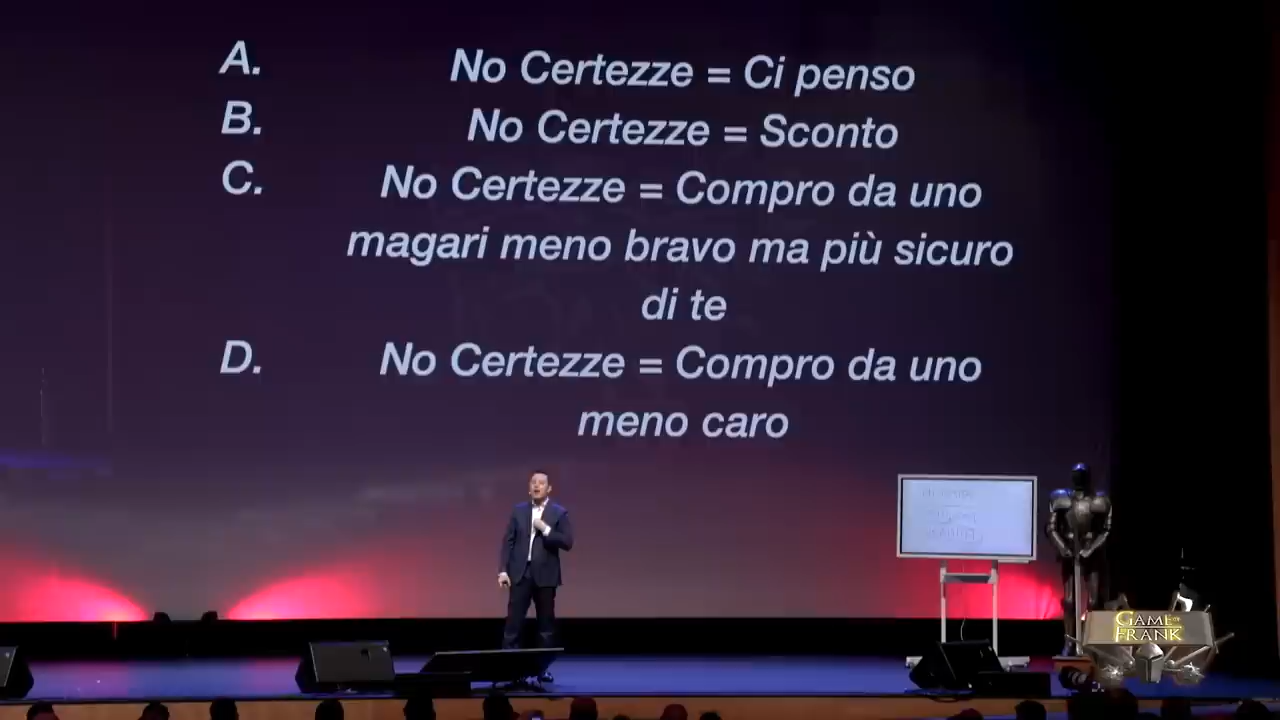 A. No Certezze = Ci penso
B. No Certezze = Sconto
C. No Certezze = Compro da uno
magari meno bravo ma più sicuro
di te
D. No Certezze = Compro da uno
meno caro
GAME OF
FRANK